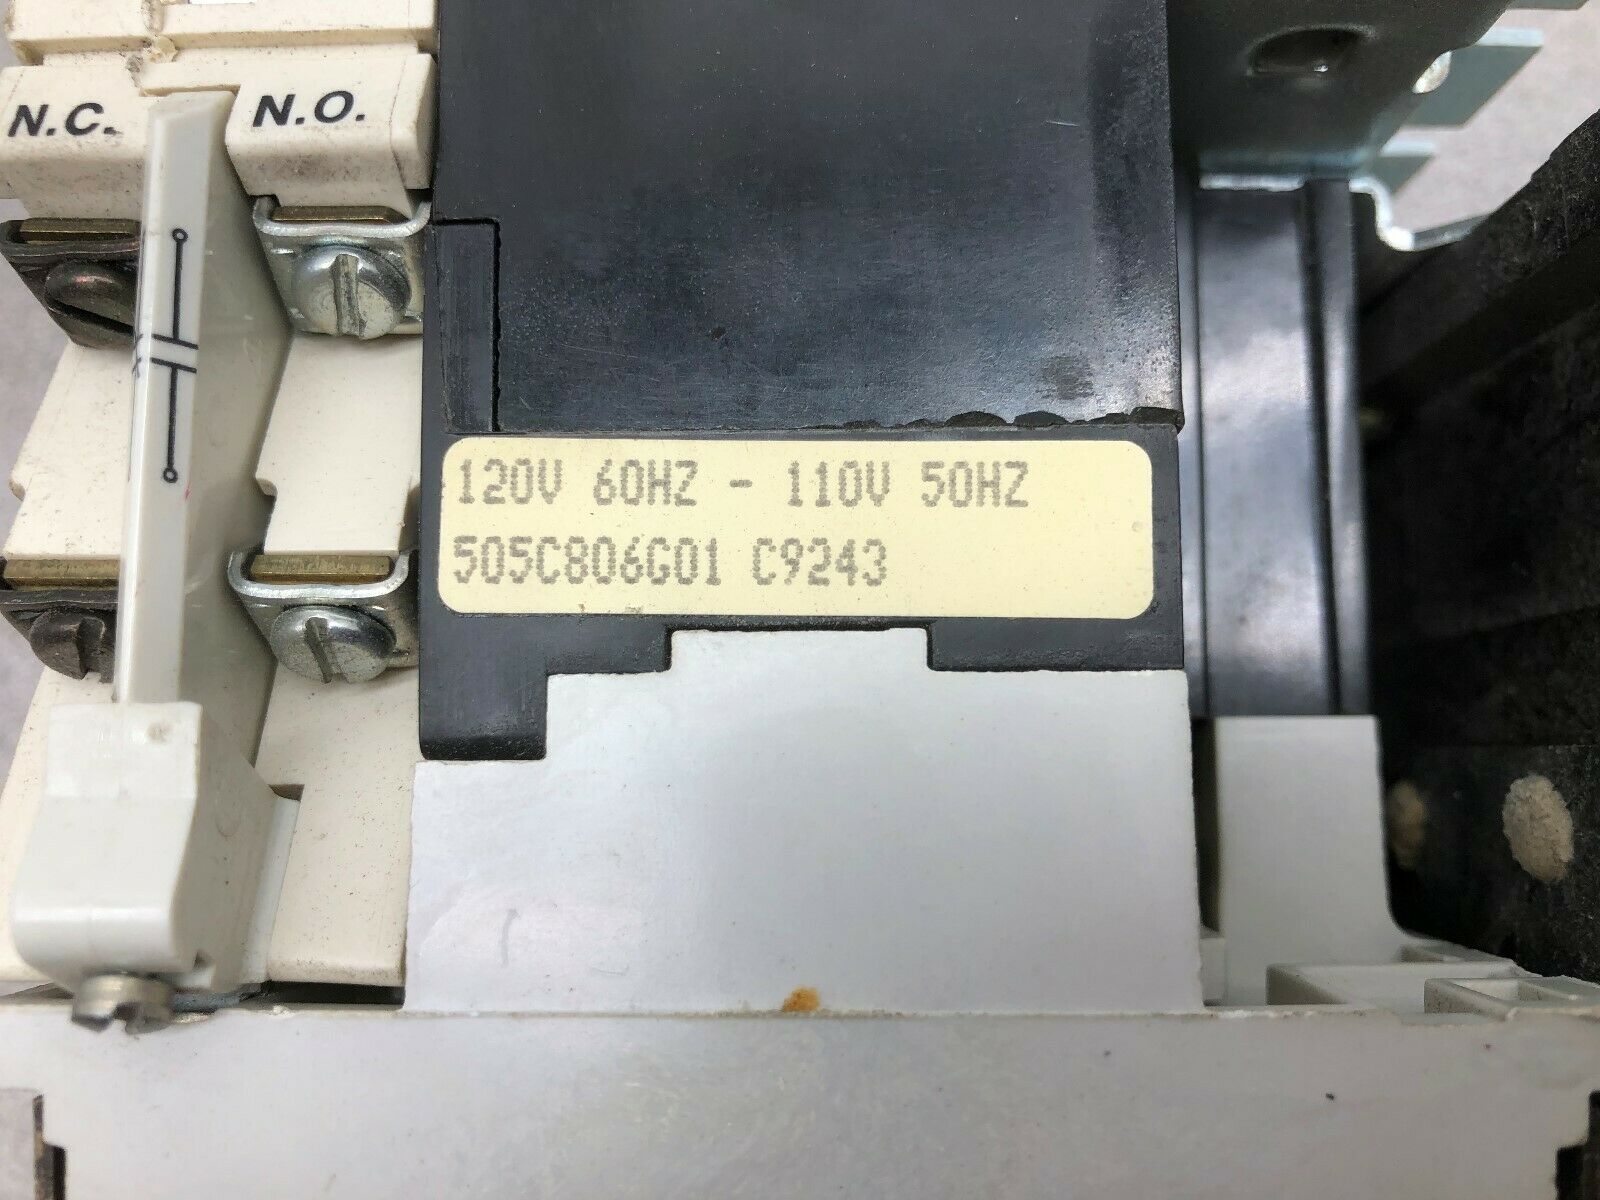 N.C.
N.O.
120V 60HZ - 110V 50HZ
505C806G01 C9243